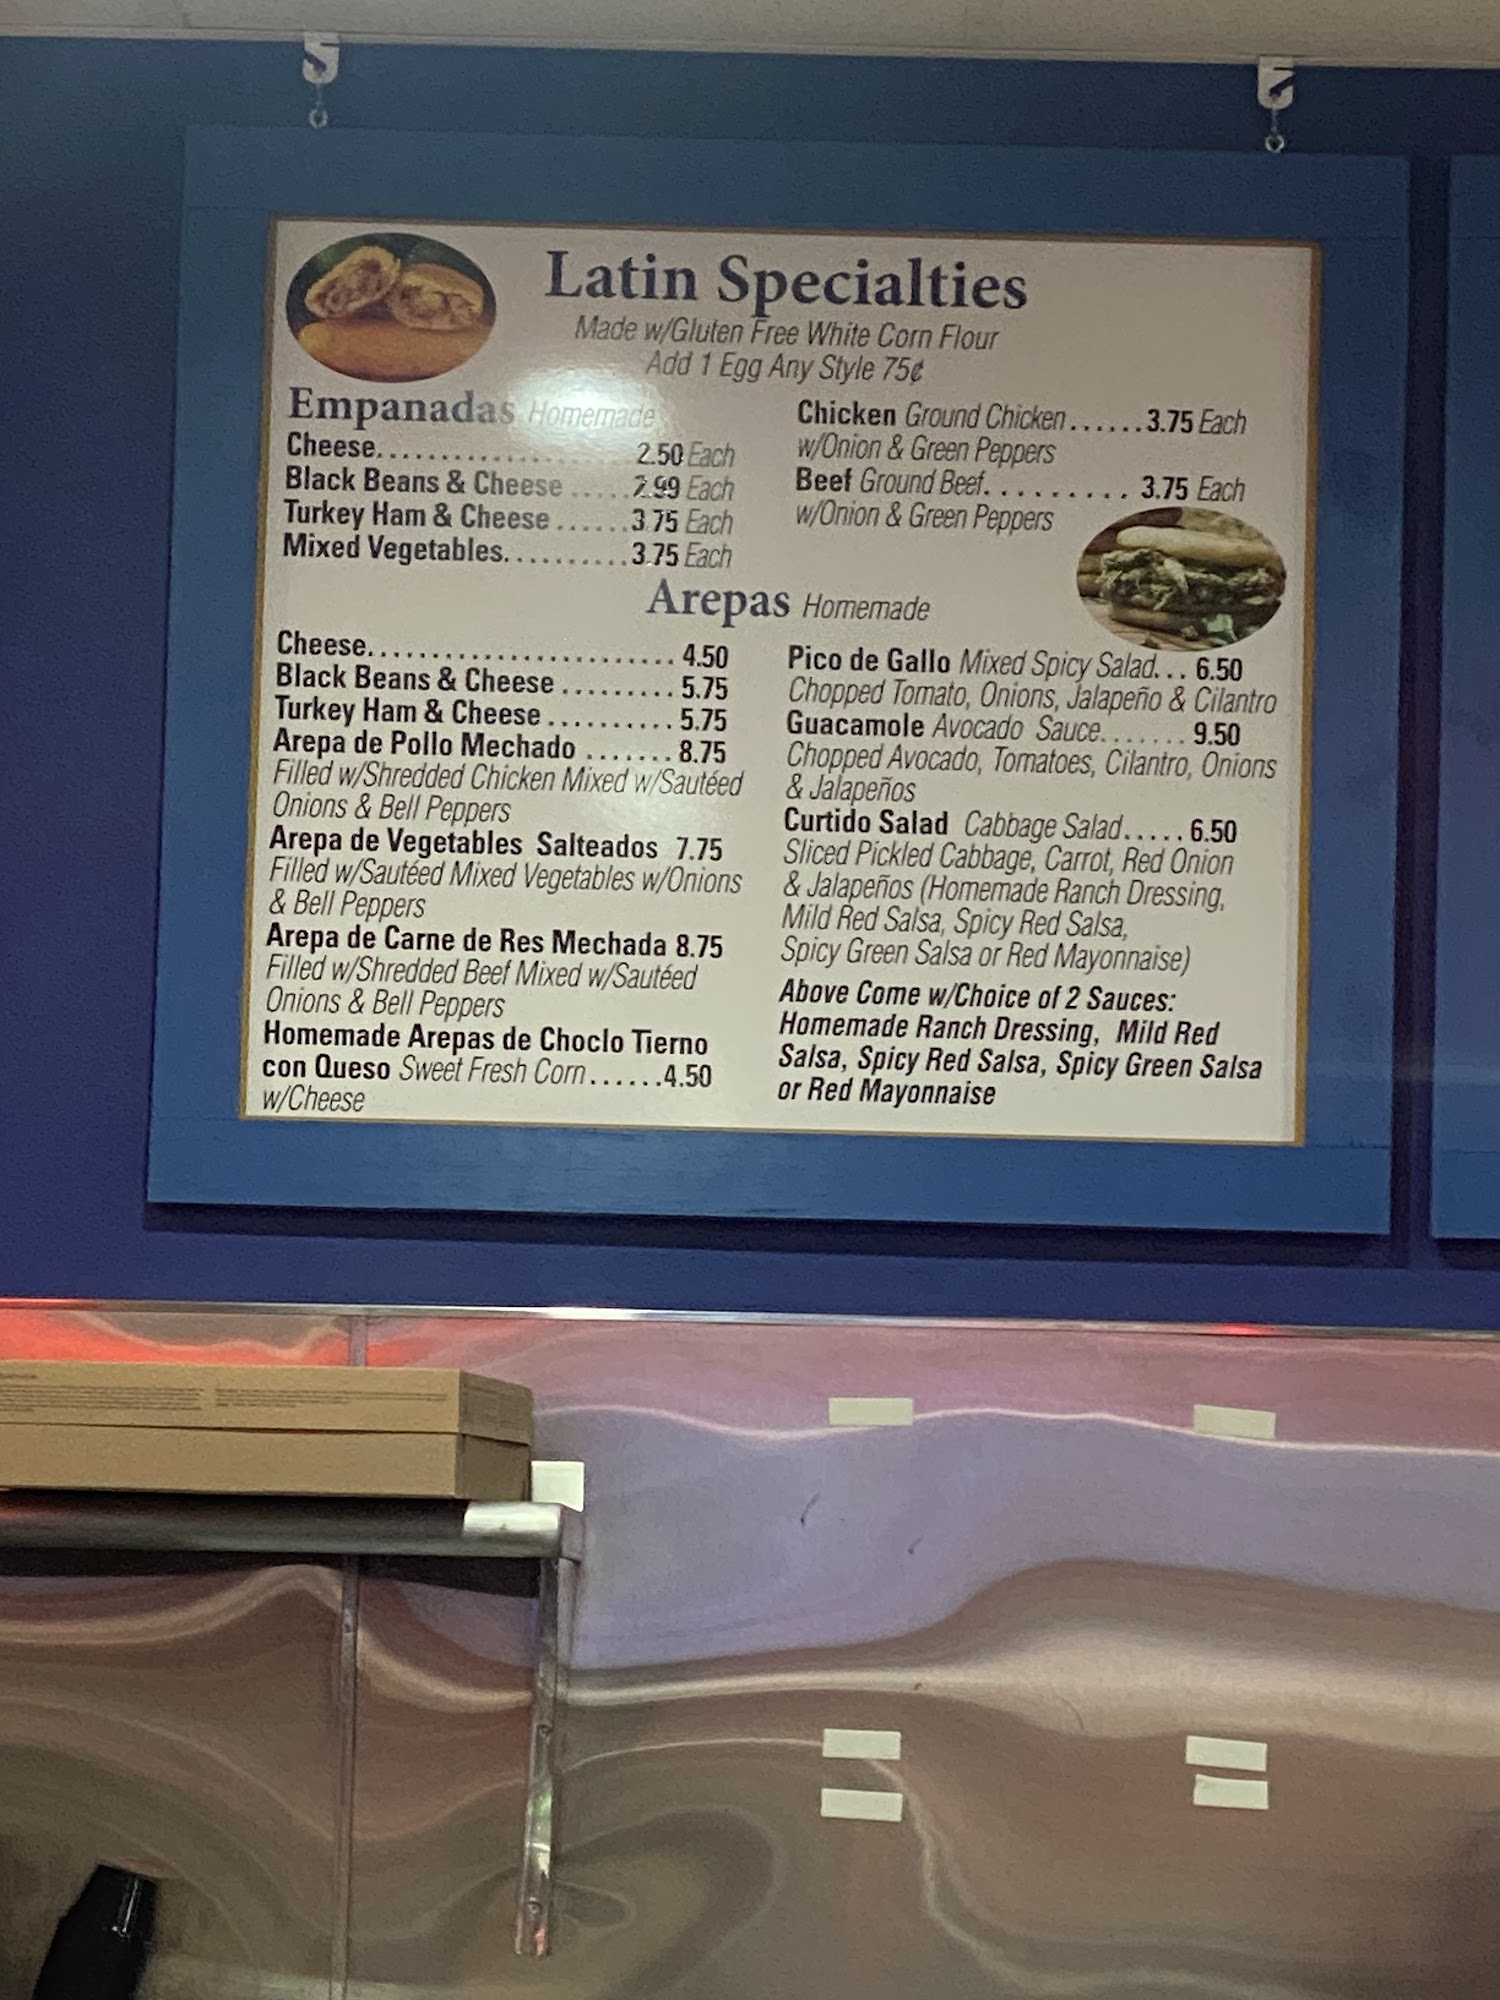 Latin Specialties
Made w/Gluten Free White Corn Flour
Add 1 Egg Any Style 75¢
Empanadas Homemade
Cheese.................... 2.50 Each
Black Beans & Cheese .....2.99 Each
Turkey Ham & Cheese ......3.75 Each
Mixed Vegetables..........3.75 Each
Chicken Ground Chicken......3.75 Each
w/Onion & Green Peppers
Beef Ground Beef......... 3.75 Each
w/Onion & Green Peppers
Arepas Homemade
Cheese........................ 4.50
Black Beans & Cheese ......... 5.75
Turkey Ham & Cheese .......... 5.75
Arepa de Pollo Mechado ....... 8.75
Filled w/Shredded Chicken Mixed w/Sautéed
Onions & Bell Peppers
Arepa de Vegetables Salteados 7.75
Filled w/Sautéed Mixed Vegetables w/Onions
& Bell Peppers
Arepa de Carne de Res Mechada 8.75
Filled w/Shredded Beef Mixed w/Sautéed
Onions & Bell Peppers
Homemade Arepas de Choclo Tierno
con Queso Sweet Fresh Corn......4.50
w/Cheese
Pico de Gallo Mixed Spicy Salad... 6.50
Chopped Tomato, Onions, Jalapeño & Cilantro
Guacamole Avocado Sauce....... 9.50
Chopped Avocado, Tomatoes, Cilantro, Onions
& Jalapeños
Curtido Salad Cabbage Salad..... 6.50
Sliced Pickled Cabbage, Carrot, Red Onion
& Jalapeños (Homemade Ranch Dressing,
Mild Red Salsa, Spicy Red Salsa,
Spicy Green Salsa or Red Mayonnaise)
Above Come w/Choice of 2 Sauces:
Homemade Ranch Dressing, Mild Red
Salsa, Spicy Red Salsa, Spicy Green Salsa
or Red Mayonnaise